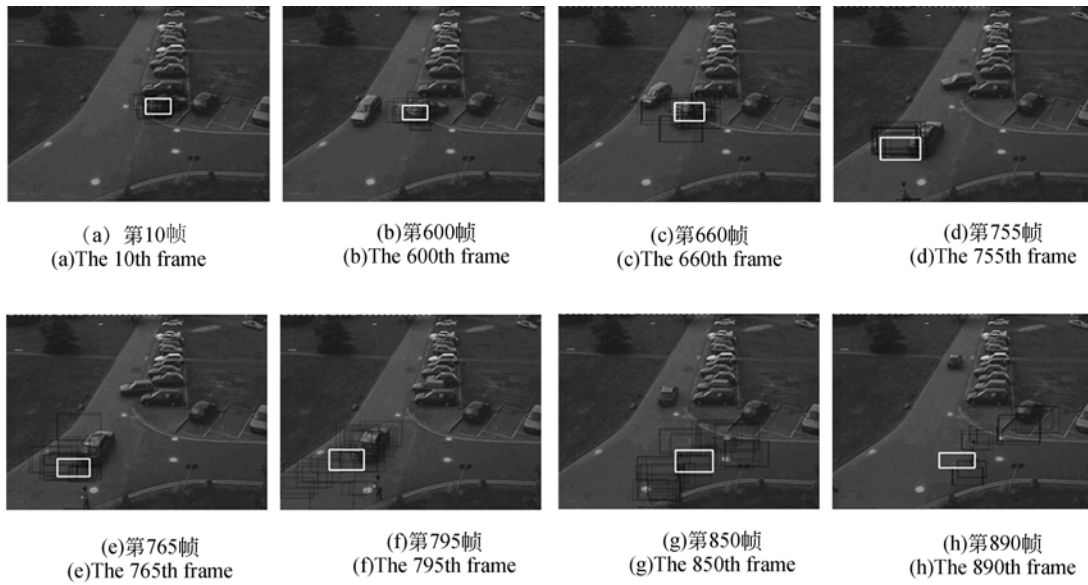 (a) 第10帧
(a)The 10th frame
(b)第600帧
(b)The 600th frame
(c)第660帧
(c)The 660th frame
(d)第755帧
(d)The 755th frame
(e)第765帧
(e)The 765th frame
(f)第795帧
(f)The 795th frame
(g)第850帧
(g)The 850th frame
(h)第890帧
(h)The 890th frame